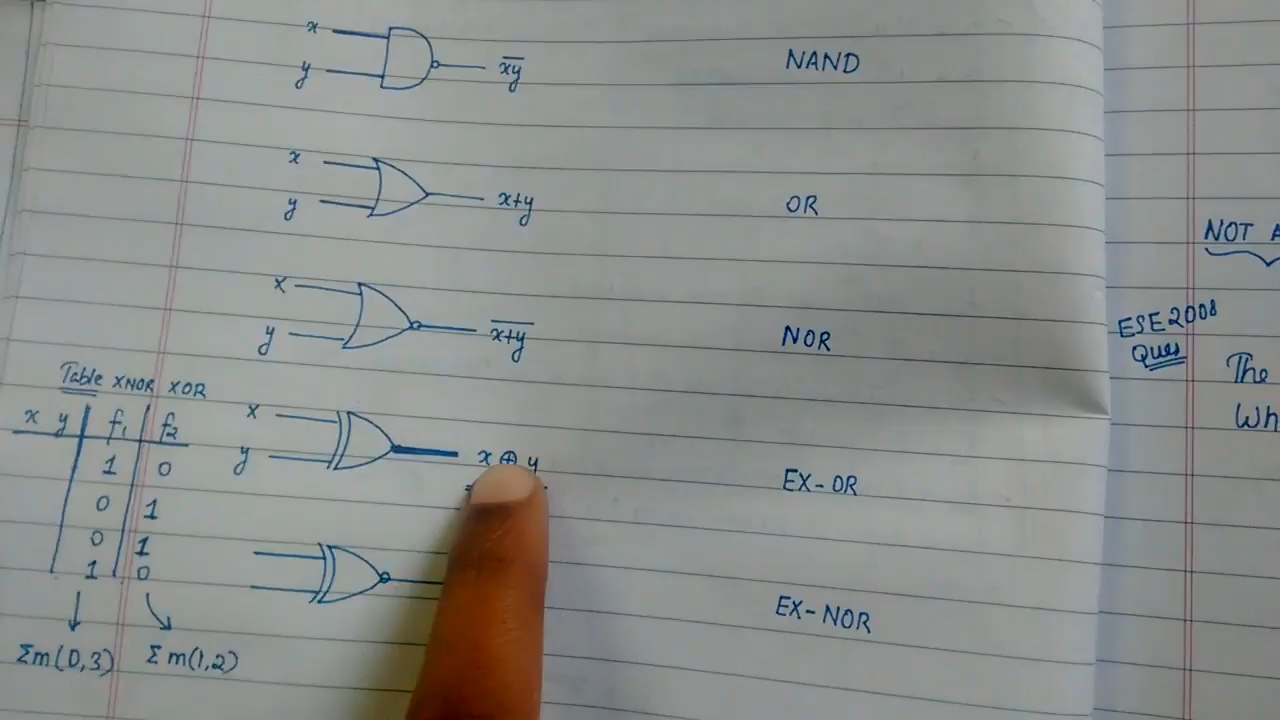 x
y
x̅y̅ NAND
x
y
x+y OR
NOT
x
y
x̅+̅y̅ NOR
ESE 2008
Ques
The
Wh
Table XNOR XOR
x y f₁ f₂
1 0
0 1
0 1
1 0
Σm(0,3) Σm(1,2)
x
y
x ⊕ y EX-OR
EX-NOR